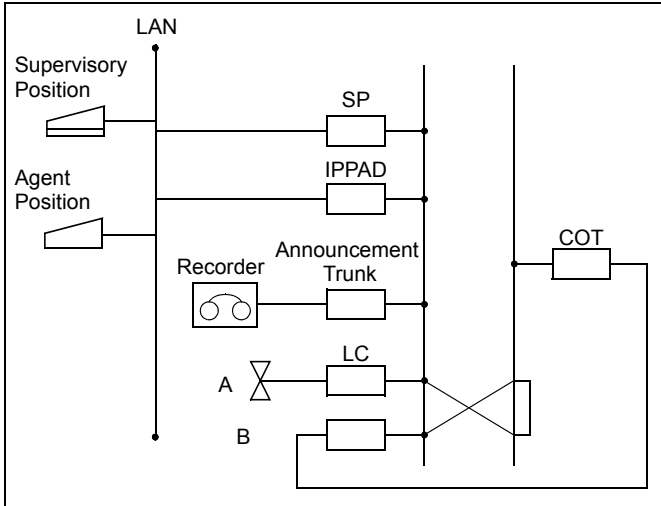 LAN
Supervisory
Position
SP
IPPAD
Agent
Position
COT
Announcement
Trunk
Recorder
LC
A
B